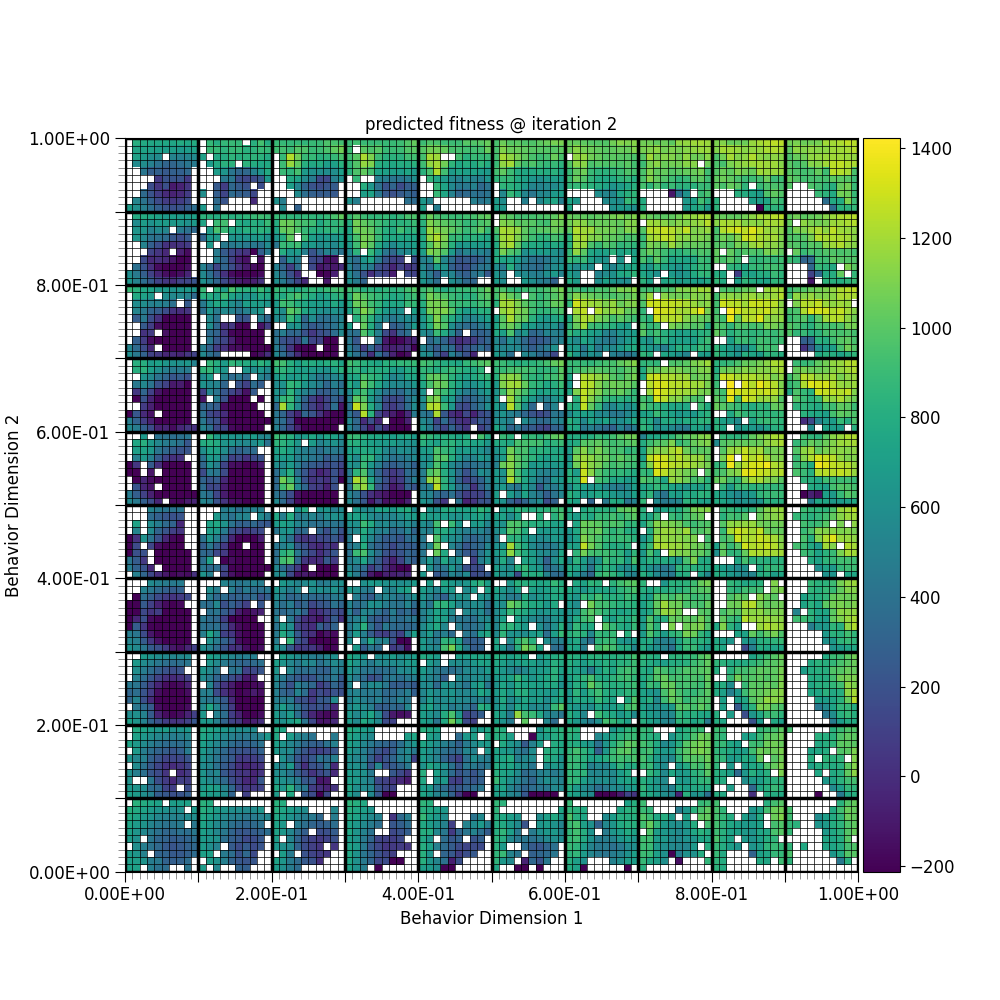 predicted fitness @ iteration 2
1.00E+00
8.00E-01
6.00E-01
4.00E-01
2.00E-01
0.00E+00
Behavior Dimension 2
0.00E+00 2.00E-01 4.00E-01 6.00E-01 8.00E-01 1.00E+00
Behavior Dimension 1
1400
1200
1000
800
600
400
200
0
−200